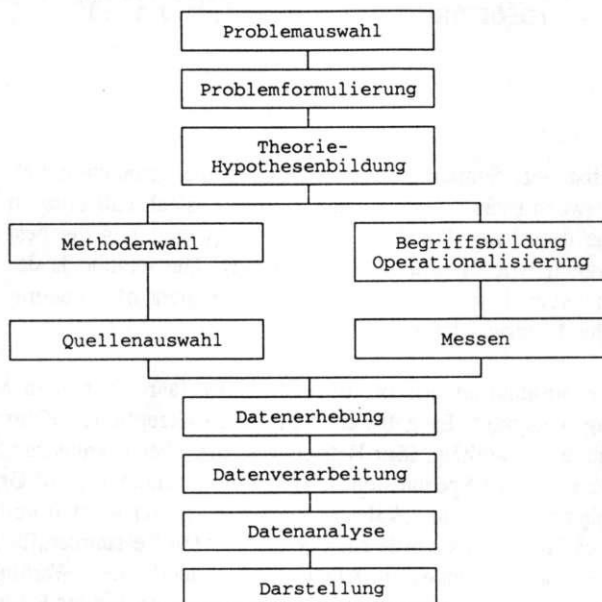 Problemauswahl
Problemformulierung
Theorie-
Hypothesenbildung
Methodenwahl
Begriffsbildung
Operationalisierung
Quellenauswahl
Messen
Datenerhebung
Datenverarbeitung
Datenanalyse
Darstellung